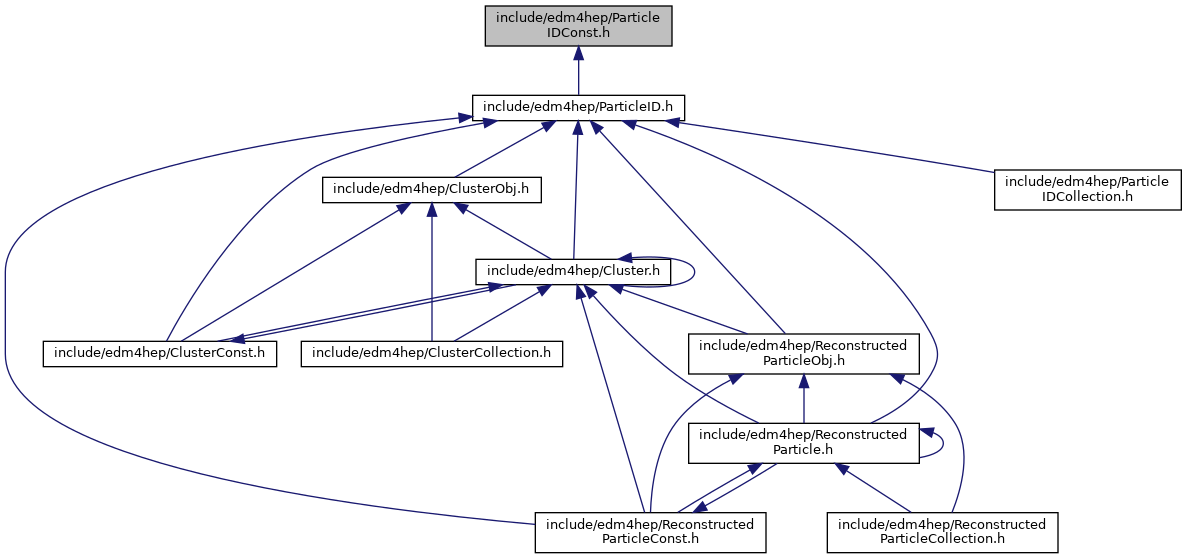 include/edm4hep/Particle
IDConst.h
include/edm4hep/ParticleID.h
include/edm4hep/ClusterObj.h
include/edm4hep/Particle
IDCollection.h
include/edm4hep/Cluster.h
include/edm4hep/ClusterConst.h
include/edm4hep/ClusterCollection.h
include/edm4hep/Reconstructed
ParticleObj.h
include/edm4hep/Reconstructed
Particle.h
include/edm4hep/Reconstructed
ParticleConst.h
include/edm4hep/Reconstructed
ParticleCollection.h